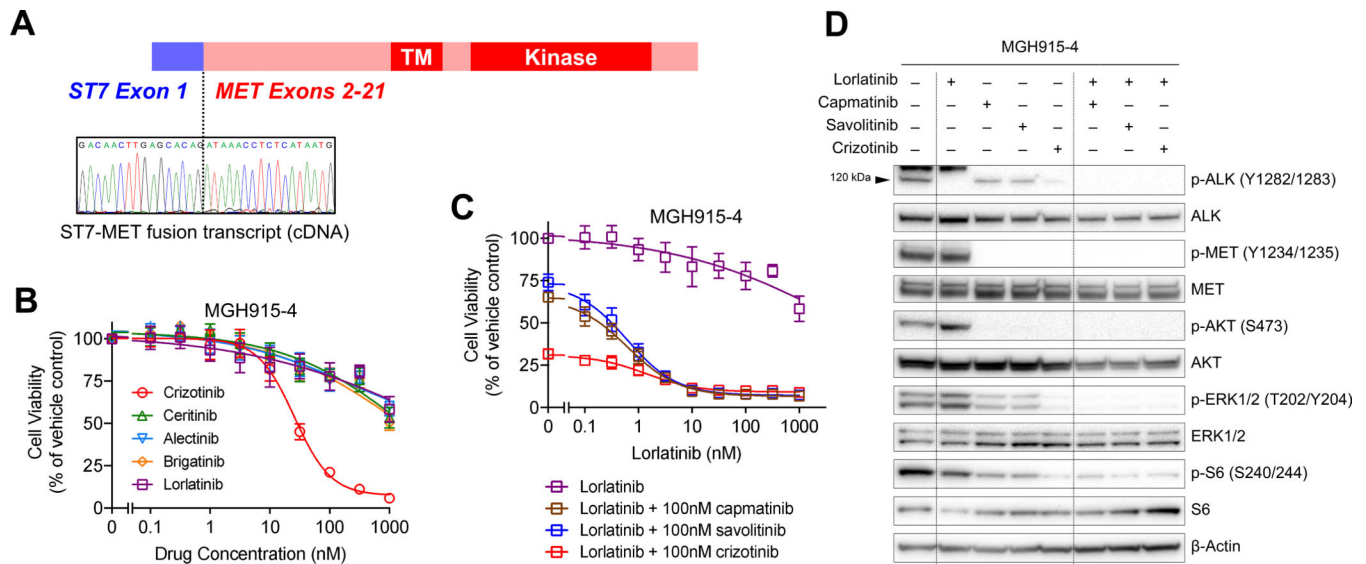 A
TM
Kinase
ST7 Exon 1
MET Exons 2-21
GACAACTTGAGCACAGATAAACCTCTCATAATG
ST7-MET fusion transcript (cDNA)
B
MGH915-4
Cell Viability
(% of vehicle control)
100
75
50
25
0
Crizotinib
Ceritinib
Alectinib
Brigatinib
Lorlatinib
0 0.1 1 10 100 1000
Drug Concentration (nM)
C
MGH915-4
Cell Viability
(% of vehicle control)
100
75
50
25
0
0 0.1 1 10 100 1000
Lorlatinib (nM)
Lorlatinib
Lorlatinib + 100nM capmatinib
Lorlatinib + 100nM savolitinib
Lorlatinib + 100nM crizotinib
D
MGH915-4
Lorlatinib – + – – – + + +
Capmatinib – – + – – + – –
Savolitinib – – – + – – + –
Crizotinib – – – – + – – +
120 kDa
p-ALK (Y1282/1283)
ALK
p-MET (Y1234/1235)
MET
p-AKT (S473)
AKT
p-ERK1/2 (T202/Y204)
ERK1/2
p-S6 (S240/244)
S6
β-Actin